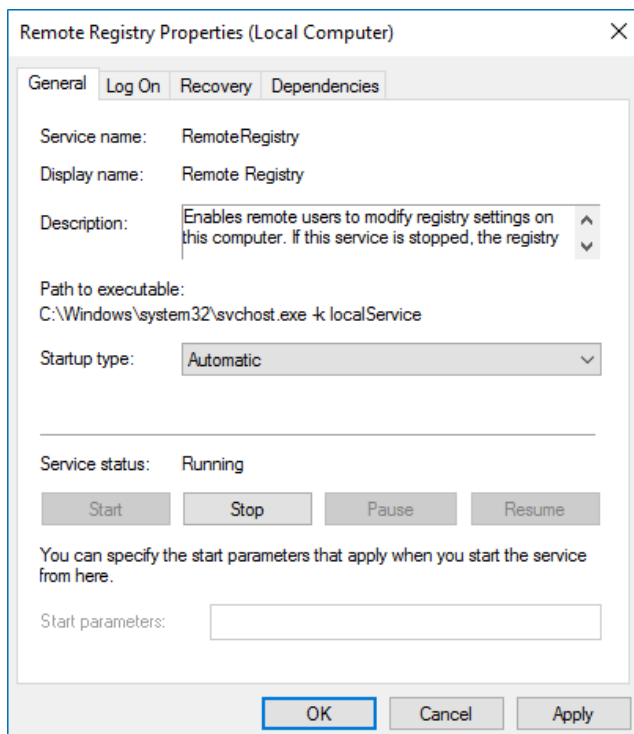 Remote Registry Properties (Local Computer)
General Log On Recovery Dependencies
Service name: RemoteRegistry
Display name: Remote Registry
Description: Enables remote users to modify registry settings on
this computer. If this service is stopped, the registry
Path to executable:
C:\Windows\system32\svchost.exe -k localService
Startup type: Automatic
Service status: Running
Start Stop Pause Resume
You can specify the start parameters that apply when you start the service
from here.
Start parameters:
OK Cancel Apply